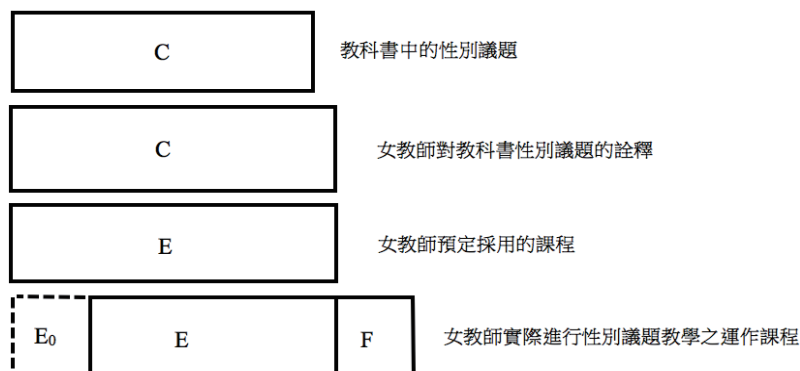 C 教科書中的性別議題
C 女教師對教科書性別議題的詮釋
E 女教師預定採用的課程
E₀ E F 女教師實際進行性別議題教學之運作課程